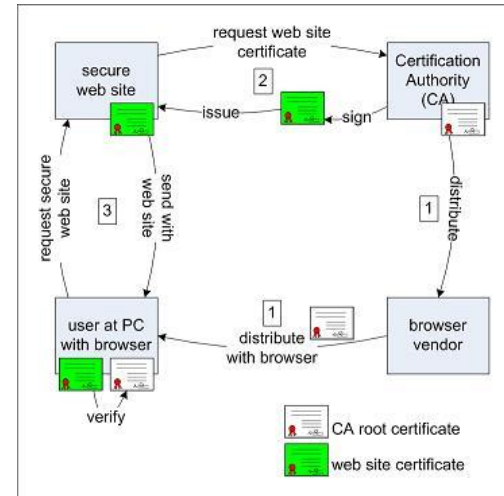 request web site
certificate
secure
web site
Certification
Authority
(CA)
2
issue
sign
request secure
web site
3
send with
web site
1
distribute
user at PC
with browser
1
distribute
with browser
browser
vendor
verify
CA root certificate
web site certificate